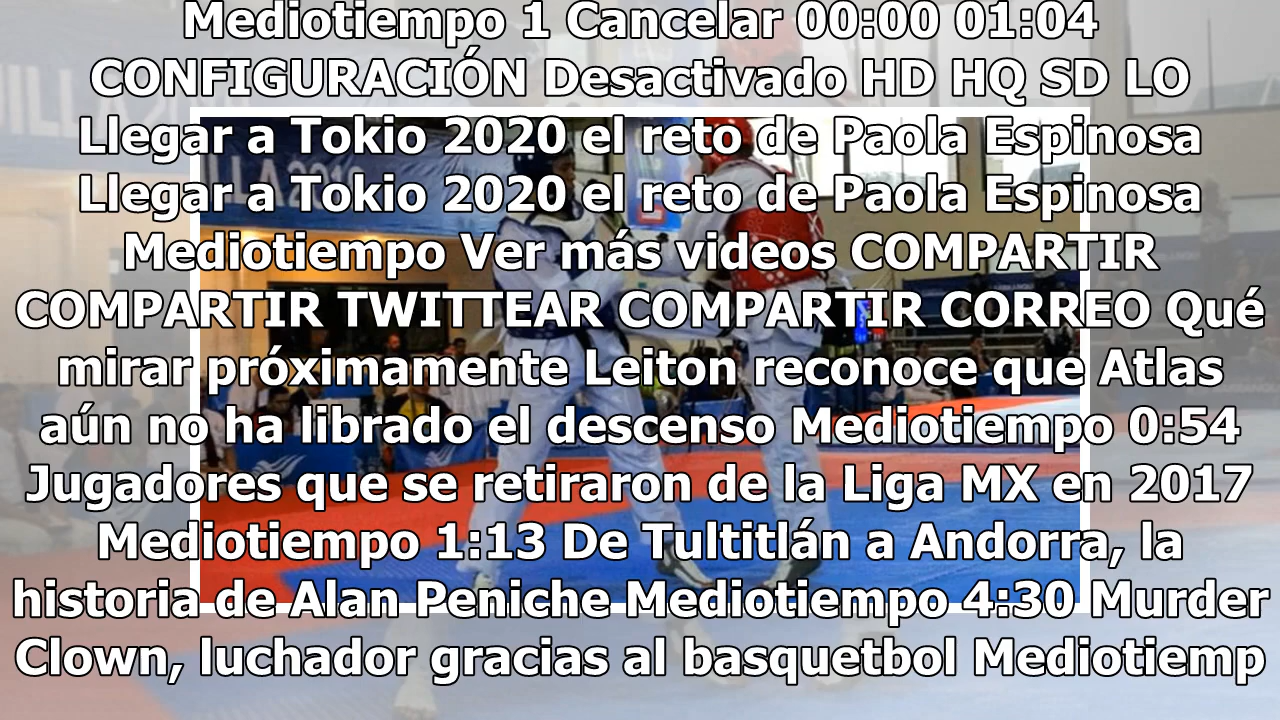 Mediotiempo 1 Cancelar 00:00 01:04
CONFIGURACIÓN Desactivado HD HQ SD LO
Llegar a Tokio 2020 el reto de Paola Espinosa
Llegar a Tokio 2020 el reto de Paola Espinosa
Mediotiempo Ver más videos COMPARTIR
COMPARTIR TWITTEAR COMPARTIR CORREO Qué
mirar próximamente Leiton reconoce que Atlas
aún no ha librado el descenso Mediotiempo 0:54
Jugadores que se retiraron de la Liga MX en 2017
Mediotiempo 1:13 De Tultitlán a Andorra, la
historia de Alan Peniche Mediotiempo 4:30 Murder
Clown, luchador gracias al basquetbol Mediotiemp